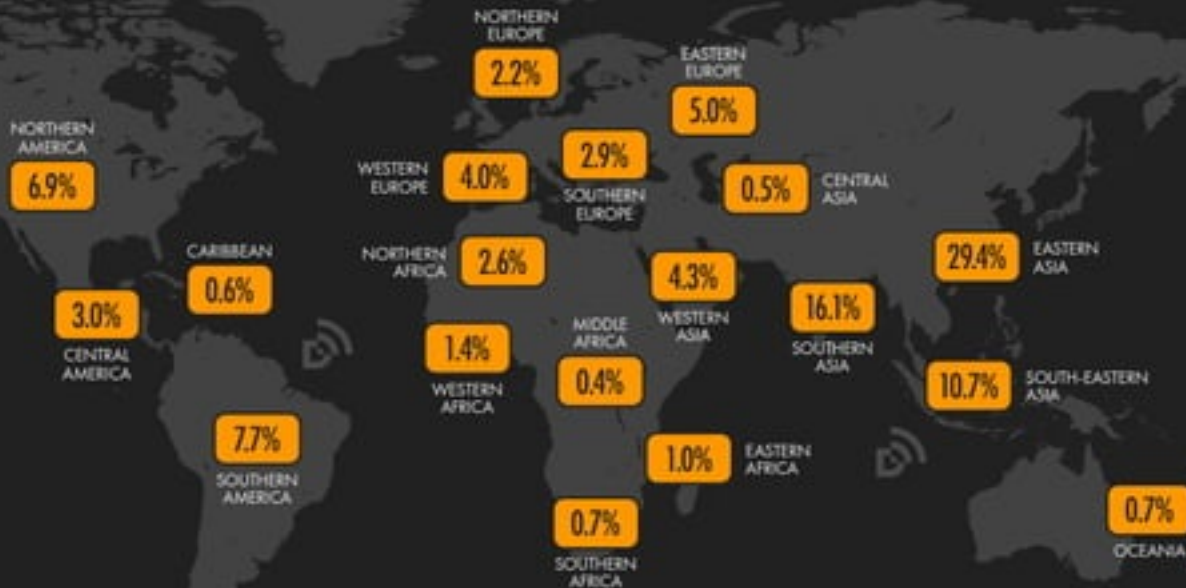 NORTHERN
EUROPE
2.2%
EASTERN
EUROPE
5.0%
NORTHERN
AMERICA
6.9%
WESTERN
EUROPE
4.0%
2.9%
SOUTHERN
EUROPE
0.5%
CENTRAL
ASIA
CARIBBEAN
0.6%
NORTHERN
AFRICA
2.6%
4.3%
WESTERN
ASIA
29.4%
EASTERN
ASIA
3.0%
CENTRAL
AMERICA
16.1%
SOUTHERN
ASIA
1.4%
WESTERN
AFRICA
MIDDLE
AFRICA
0.4%
10.7%
SOUTH-EASTERN
ASIA
7.7%
SOUTHERN
AMERICA
1.0%
EASTERN
AFRICA
0.7%
SOUTHERN
AFRICA
0.7%
OCEANIA